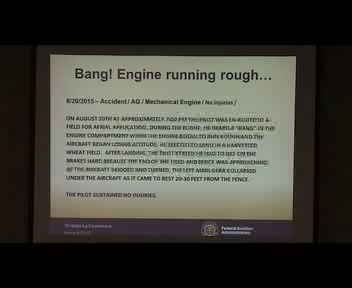 Bang! Engine running rough…
8/20/2015 – Accident / AG / Mechanical Engine / No Injuries /
ON AUGUST 20TH AT APPROXIMATELY PILOT WAS EN ROUTE TO A
FIELD FOR AERIAL APPLICATION. DURING THE HE HEARD A "BANG" IN THE
ENGINE COMPARTMENT WHERE THE ENGINE BEGAN TO RUN ROUGH AND THE
AIRCRAFT BEGAN LOSING ALTITUDE. HE ELECTED TO LAND IN A HARVESTED
WHEAT FIELD. AFTER LANDING, THE PILOT STATED HE HAD TO GET ON THE
BRAKES HARD BECAUSE THE END OF THE FIELD AND FENCE WAS APPROACHING.
AS THE AIRCRAFT SKIDDED AND TURNED, THE LEFT MAIN GEAR COLLAPSED
UNDER THE AIRCRAFT AS IT CAME TO REST 20-30 FEET FROM THE FENCE.
THE PILOT SUSTAINED NO INJURIES.
Federal Aviation
Administration